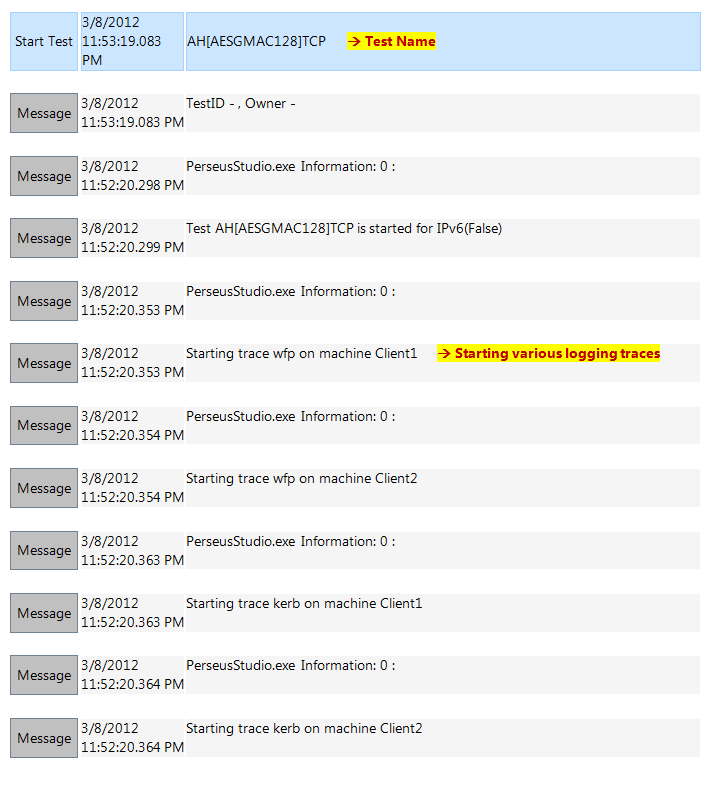 Start Test 3/8/2012 11:53:19.083 PM AH[AESGMAC128]TCP → Test Name
Message 3/8/2012 11:53:19.083 PM TestID - , Owner -
Message 3/8/2012 11:52:20.298 PM PerseusStudio.exe Information: 0 :
Message 3/8/2012 11:52:20.299 PM Test AH[AESGMAC128]TCP is started for IPv6(False)
Message 3/8/2012 11:52:20.353 PM PerseusStudio.exe Information: 0 :
Message 3/8/2012 11:52:20.353 PM Starting trace wfp on machine Client1 → Starting various logging traces
Message 3/8/2012 11:52:20.354 PM PerseusStudio.exe Information: 0 :
Message 3/8/2012 11:52:20.354 PM Starting trace wfp on machine Client2
Message 3/8/2012 11:52:20.363 PM PerseusStudio.exe Information: 0 :
Message 3/8/2012 11:52:20.363 PM Starting trace kerb on machine Client1
Message 3/8/2012 11:52:20.364 PM PerseusStudio.exe Information: 0 :
Message 3/8/2012 11:52:20.364 PM Starting trace kerb on machine Client2